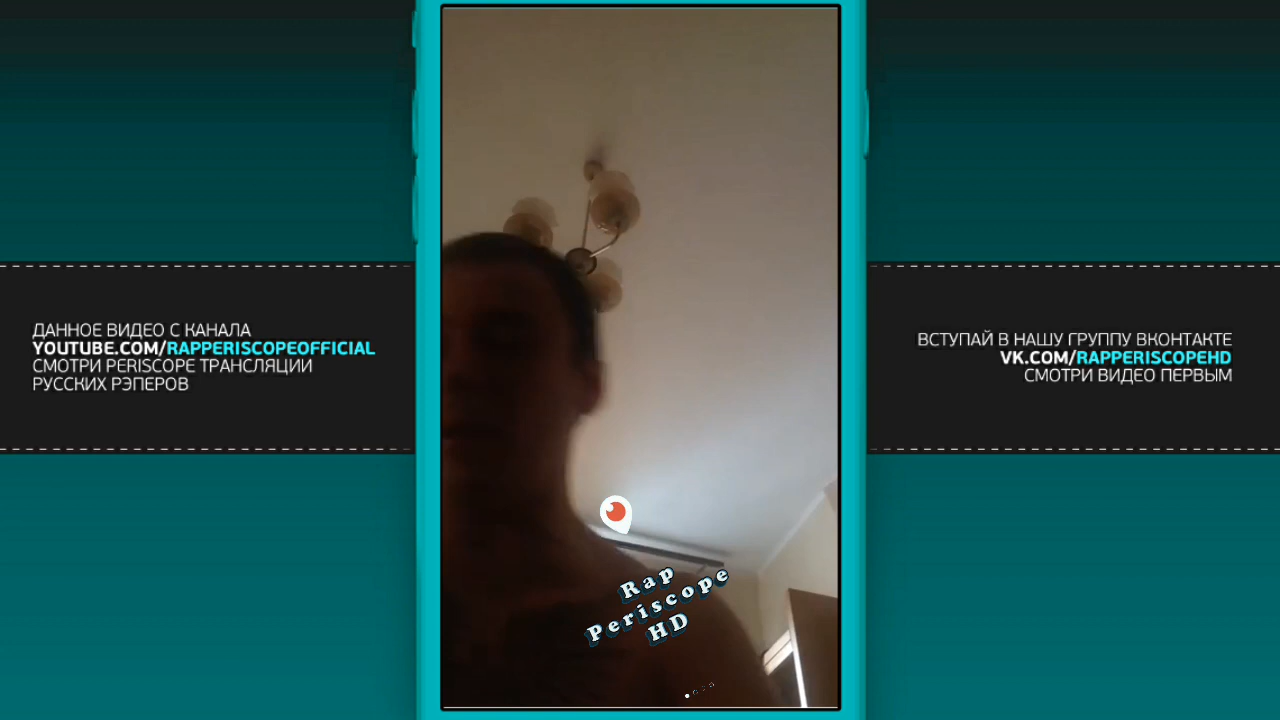 ДАННОЕ ВИДЕО С КАНАЛА
YOUTUBE.COM/RAPPERISCOPEOFFICIAL
СМОТРИ PERISCOPE ТРАНСЛЯЦИИ
РУССКИХ РЭПЕРОВ
ВСТУПАЙ В НАШУ ГРУППУ ВКОНТАКТЕ
VK.COM/RAPPERISCOPEHD
СМОТРИ ВИДЕО ПЕРВЫМ
Rap
Periscope
HD